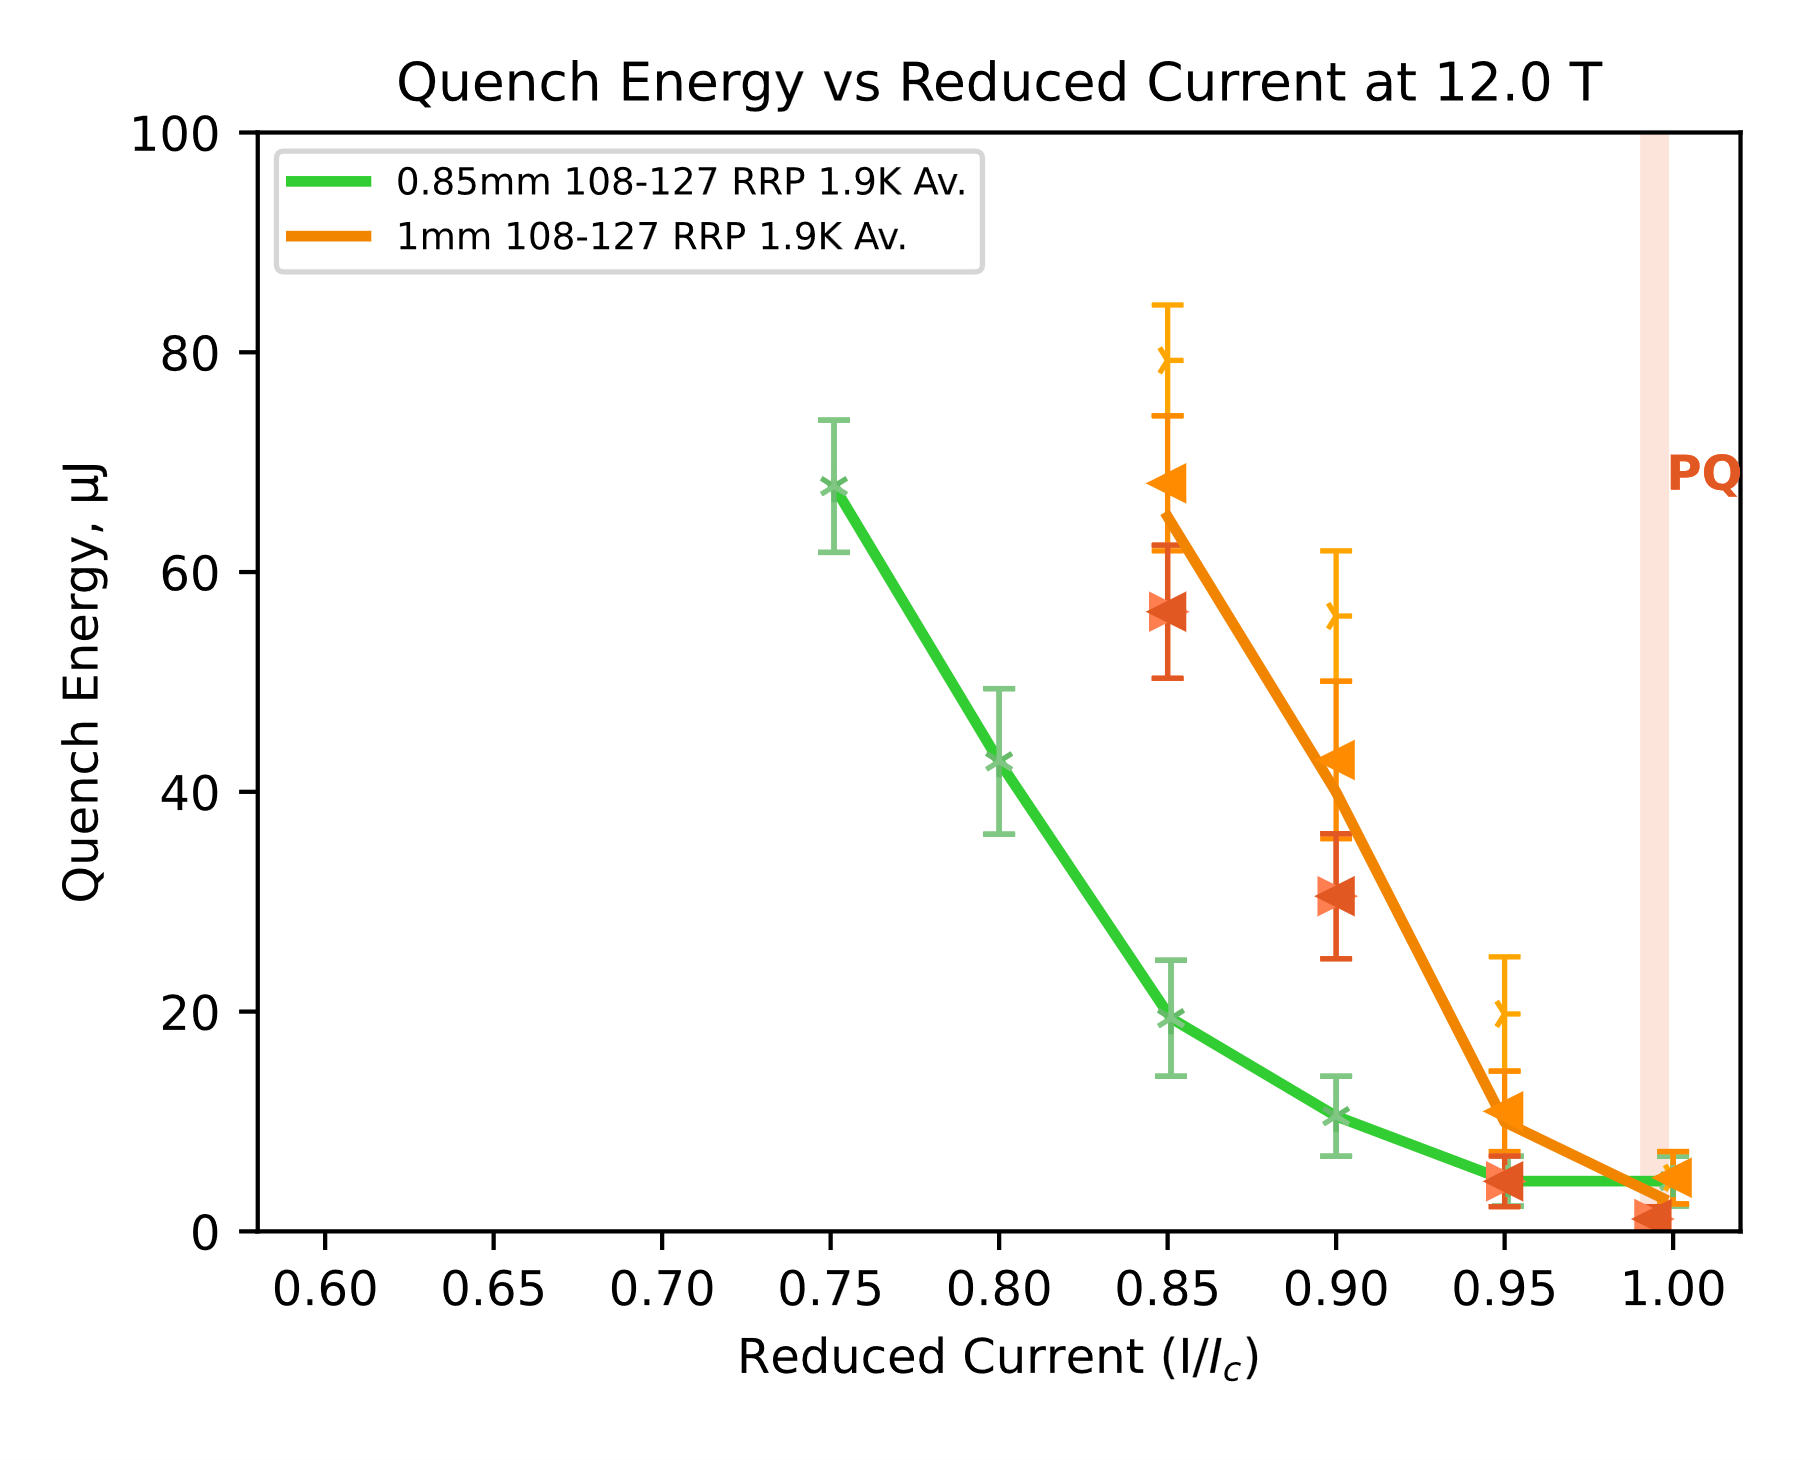 Quench Energy vs Reduced Current at 12.0 T
100
80
60
40
20
0
Quench Energy, µJ
0.85mm 108-127 RRP 1.9K Av.
1mm 108-127 RRP 1.9K Av.
PQ
0.60 0.65 0.70 0.75 0.80 0.85 0.90 0.95 1.00
Reduced Current (I/I_c)